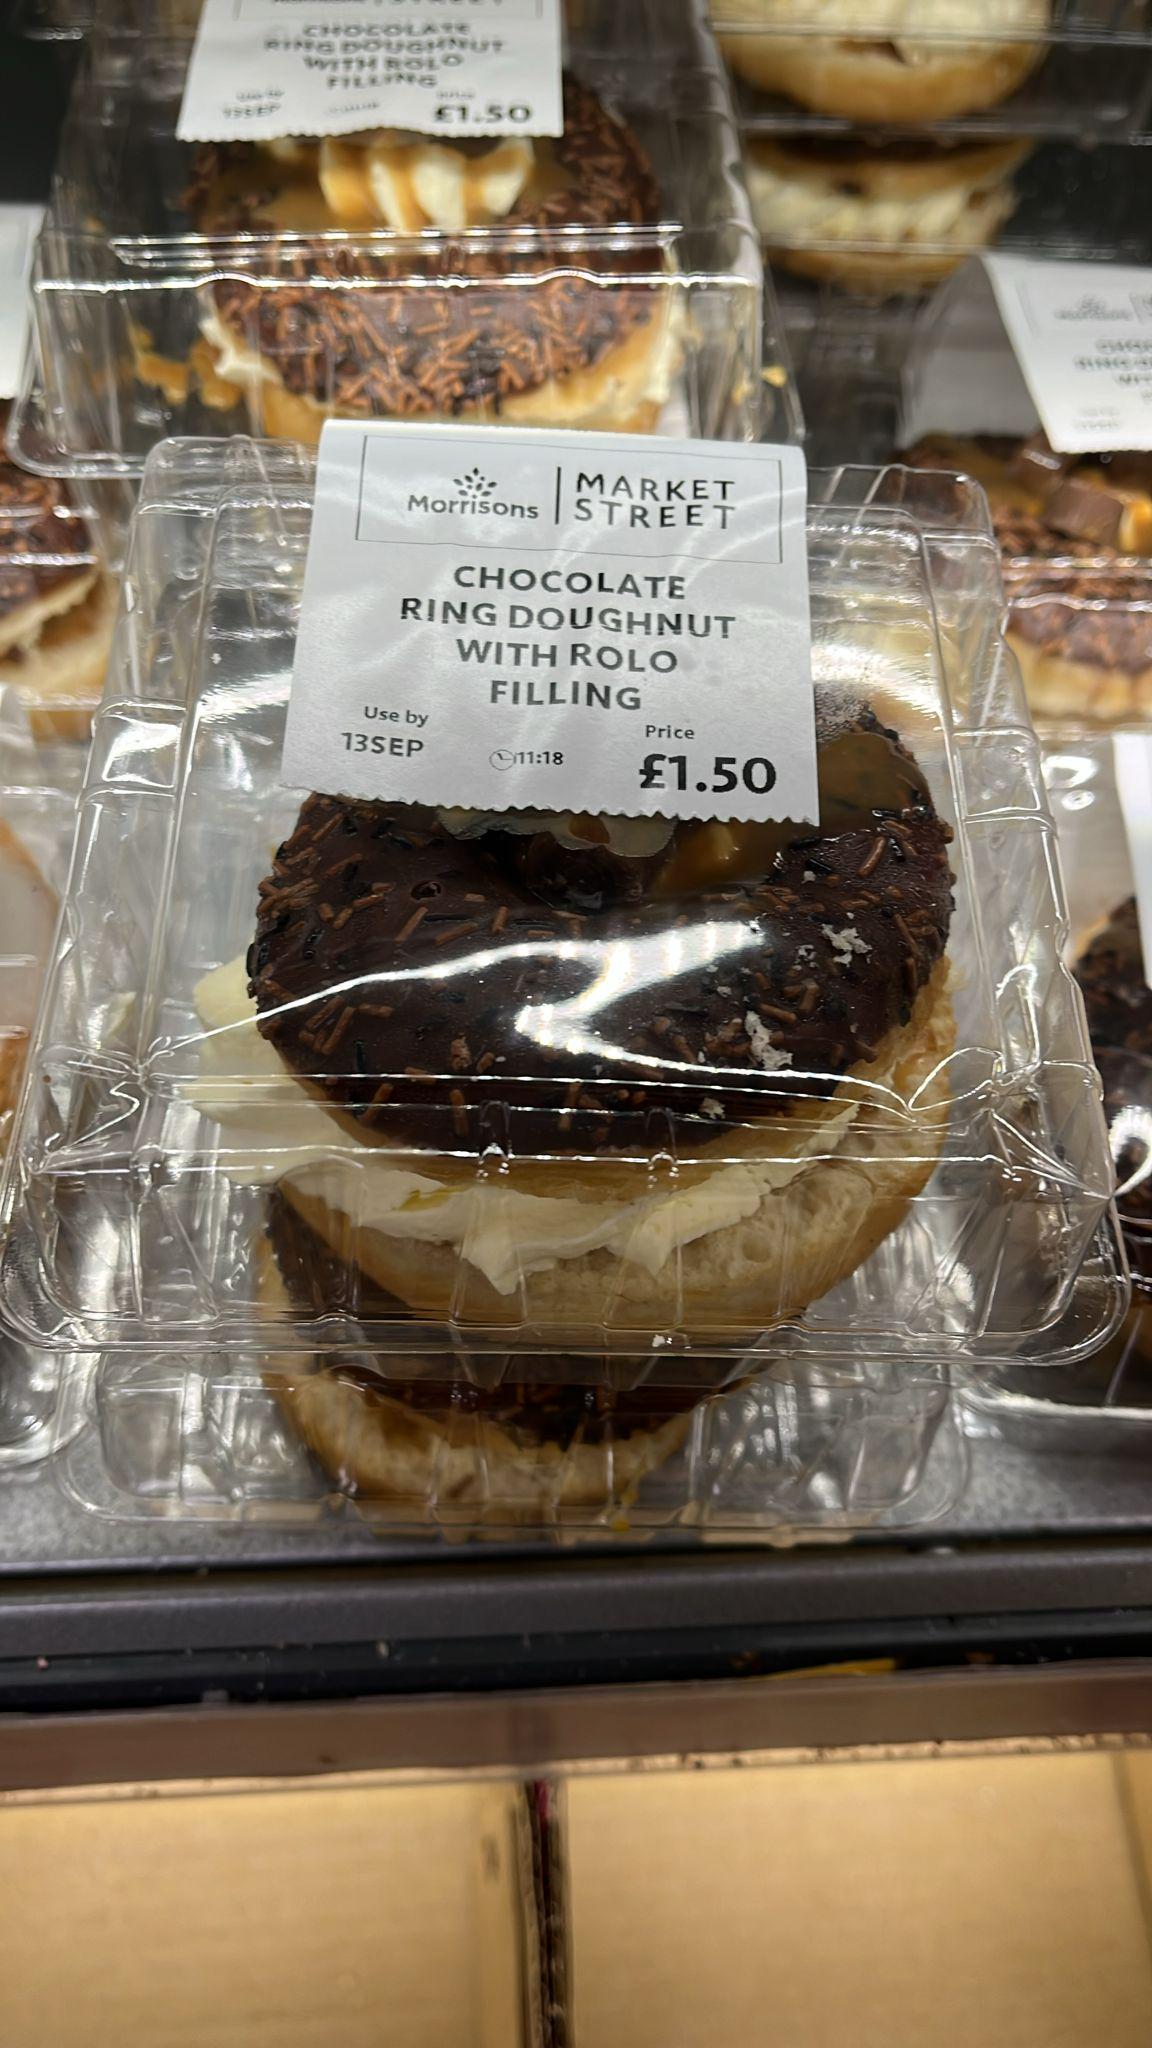 CHOCOLATE
RING DOUGHNUT
WITH ROLO
FILLING
13SEP
£1.50
Morrisons | MARKET STREET
CHOCOLATE
RING DOUGHNUT
WITH ROLO
FILLING
Use by
13SEP
11:18
Price
£1.50